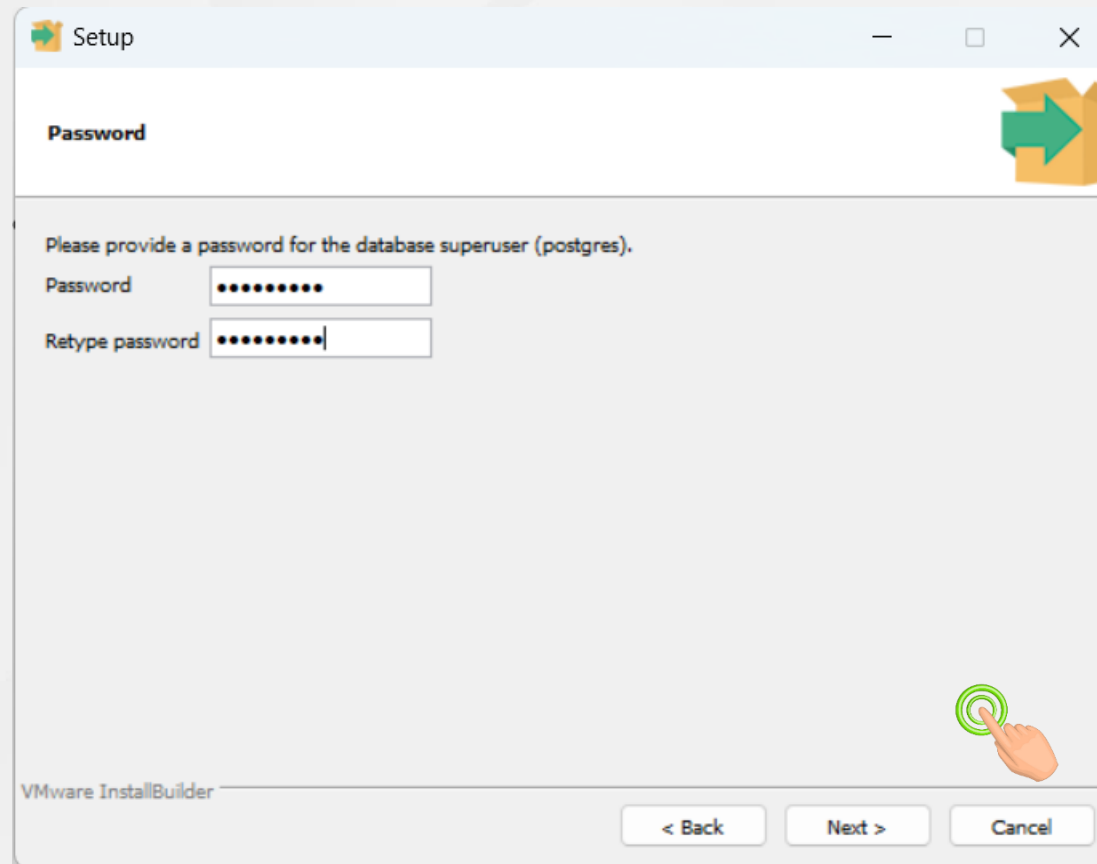 Setup
Password
Please provide a password for the database superuser (postgres).
Password •••••••••
Retype password •••••••••
VMware InstallBuilder
< Back Next > Cancel